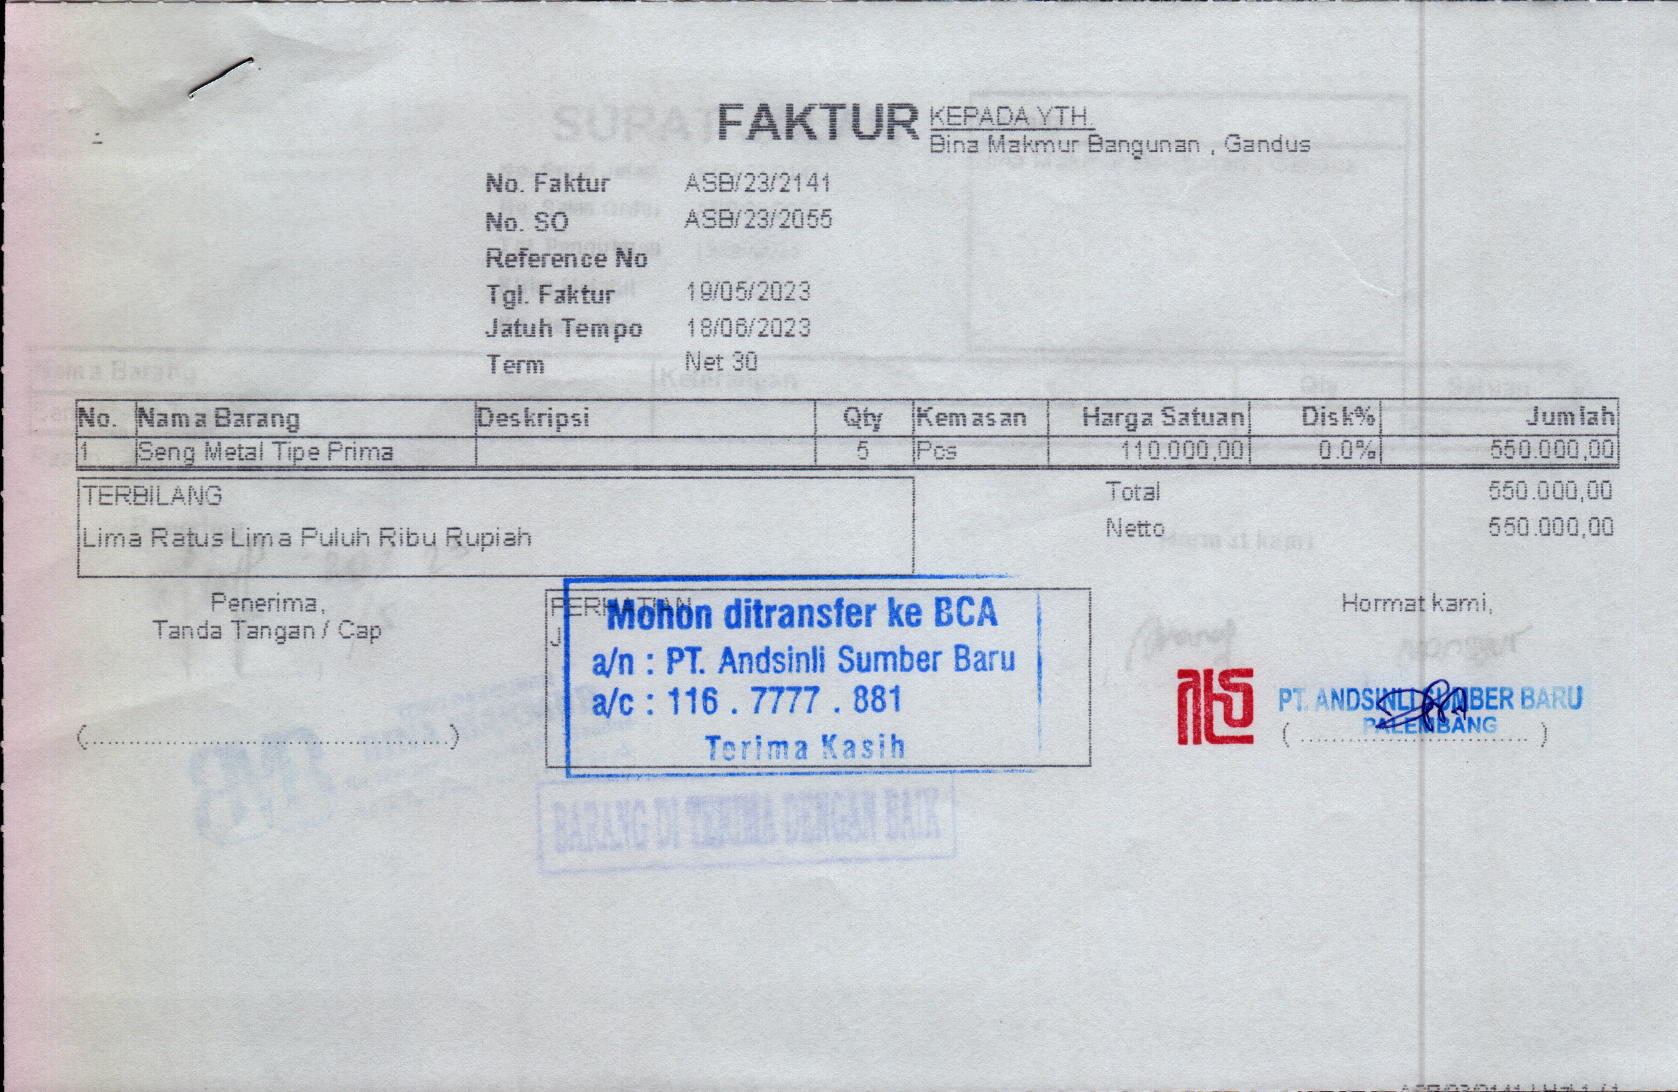 FAKTUR
KEPADA YTH.
Bina Makmur Bangunan , Gandus
No. Faktur ASB/23/2141
No. SO ASB/23/2055
Reference No
Tgl. Faktur 19/05/2023
Jatuh Tempo 18/06/2023
Term Net 30
No. Nama Barang Deskripsi Qty Kemasan Harga Satuan Disk% Jumlah
1 Seng Metal Tipe Prima 5 Pcs 110.000,00 0.0% 550.000,00
TERBILANG
Lima Ratus Lima Puluh Ribu Rupiah
Total 550.000,00
Netto 550.000,00
Penerima,
Tanda Tangan / Cap
(............................................................)
PERHATIAN
Mohon ditransfer ke BCA
a/n : PT. Andsinli Sumber Baru
a/c : 116 . 7777 . 881
Terima Kasih
Hormat kami,
PT. ANDSINLI SUMBER BARU
PALEMBANG
(......................................)
BARANG DI TERIMA DENGAN BAIK